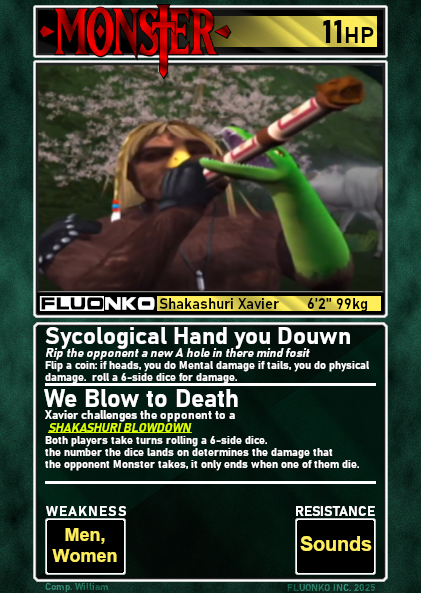 MONSTER
11HP
FLUONKO Shakashuri Xavier 6'2" 99kg
Sycological Hand you Douwn
Rip the opponent a new A hole in there mind fosit
Flip a coin: if heads, you do Mental damage if tails, you do physical
damage. roll a 6-side dice for damage.
We Blow to Death
Xavier challenges the opponent to a
SHAKASHURI BLOWDOWN
Both players take turns rolling a 6-side dice.
the number the dice lands on determines the damage that
the opponent Monster takes, it only ends when one of them die.
WEAKNESS
Men,
Women
RESISTANCE
Sounds
Comp. William
FLUONKO INC. 2025